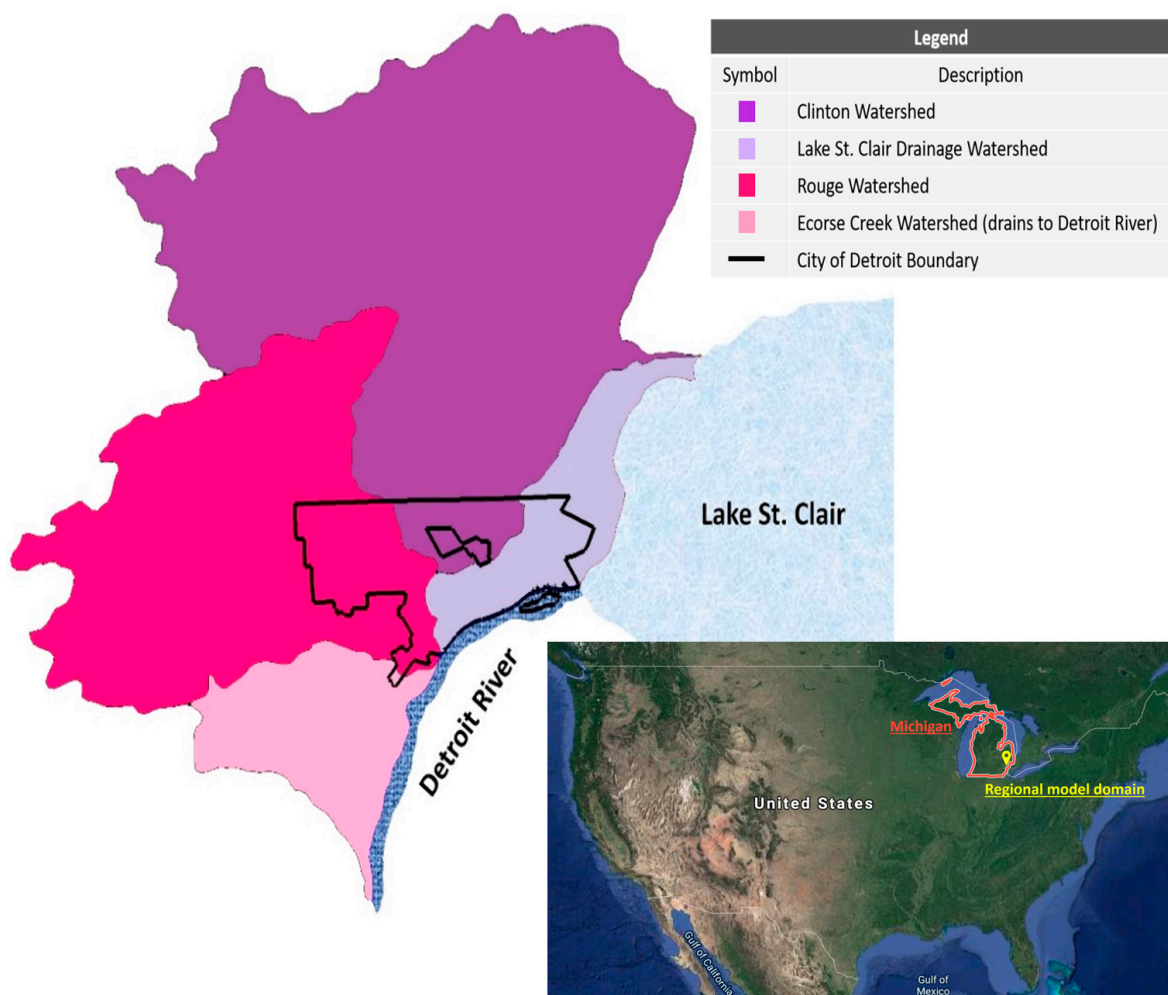 Legend
Symbol Description
Clinton Watershed
Lake St. Clair Drainage Watershed
Rouge Watershed
Ecorse Creek Watershed (drains to Detroit River)
City of Detroit Boundary
Lake St. Clair
Detroit River
Michigan
Regional model domain
United States
Gulf of California
Gulf of
Mexico